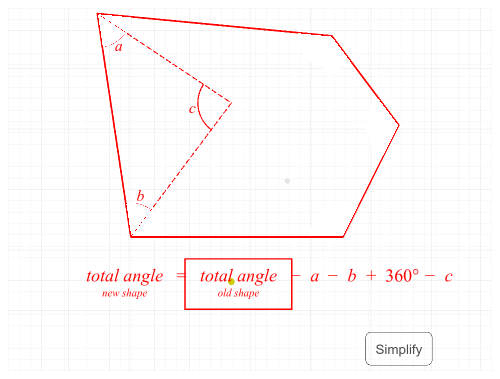 a
c
b
total angle = total angle − a − b + 360° − c
new shape old shape
Simplify